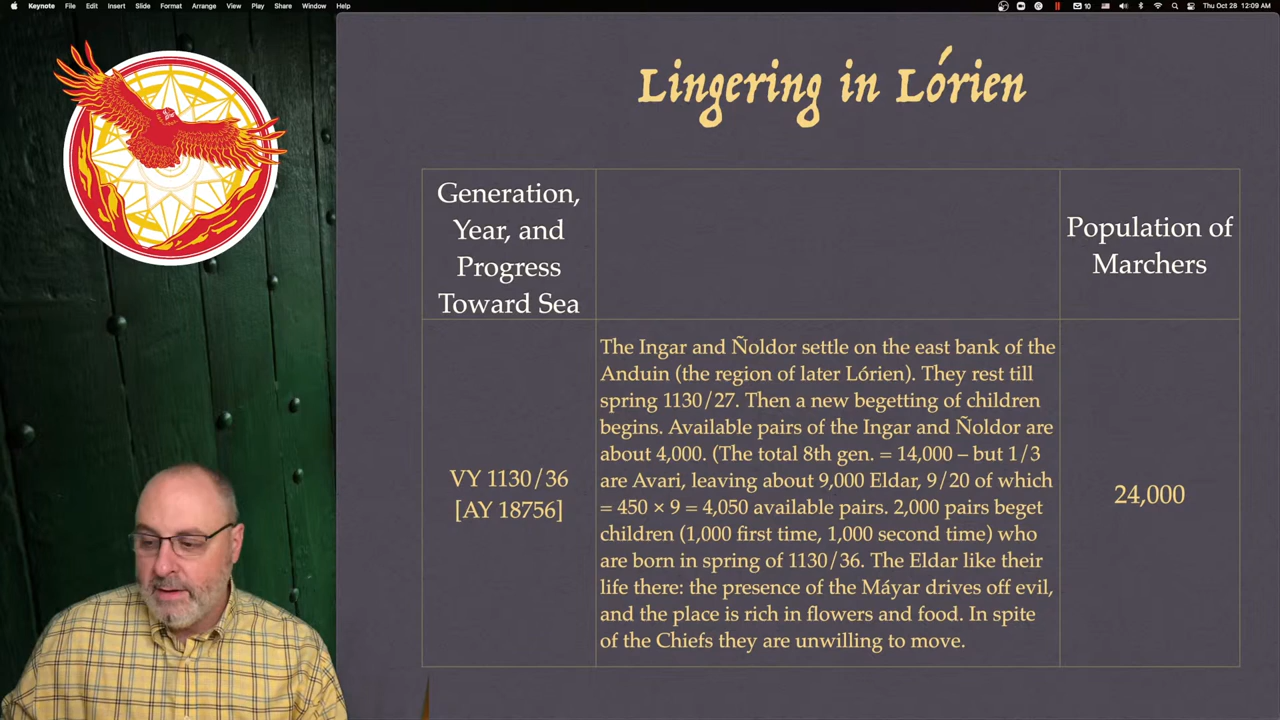 Keynote File Edit Insert Slide Format Arrange View Play Share Window Help
10 Thu Oct 28 12:09 AM
Lingering in Lórien
Generation,
Year, and
Progress
Toward Sea
Population of
Marchers
VY 1130/36
[AY 18756]
The Ingar and Ñoldor settle on the east bank of the
Anduin (the region of later Lórien). They rest till
spring 1130/27. Then a new begetting of children
begins. Available pairs of the Ingar and Ñoldor are
about 4,000. (The total 8th gen. = 14,000 – but 1/3
are Avari, leaving about 9,000 Eldar, 9/20 of which
= 450 × 9 = 4,050 available pairs. 2,000 pairs beget
children (1,000 first time, 1,000 second time) who
are born in spring of 1130/36. The Eldar like their
life there: the presence of the Máyar drives off evil,
and the place is rich in flowers and food. In spite
of the Chiefs they are unwilling to move.
24,000